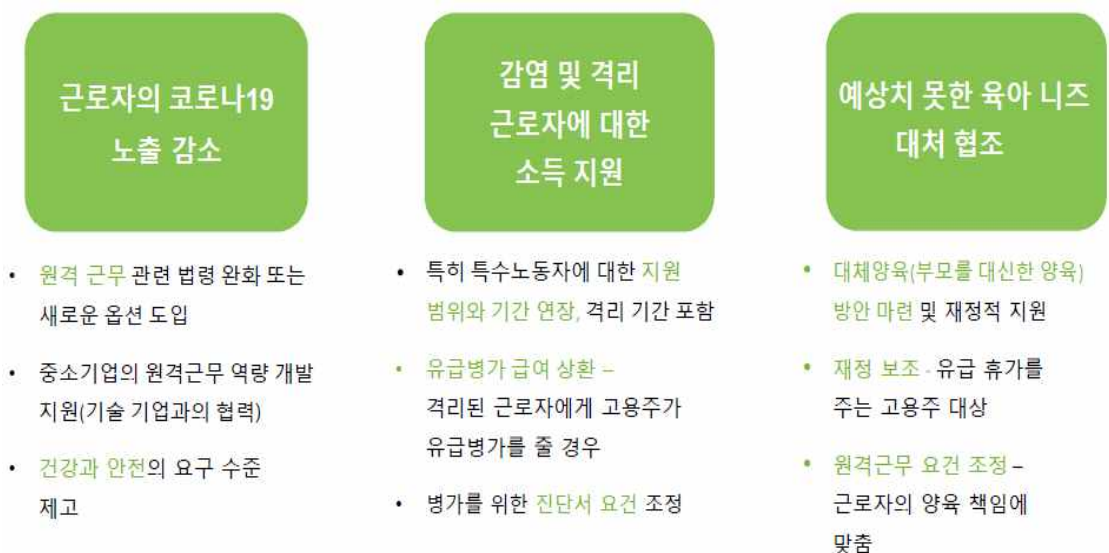 근로자의 코로나19
노출 감소
• 원격 근무 관련 법령 완화 또는
새로운 옵션 도입
• 중소기업의 원격근무 역량 개발
지원(기술 기업과의 협력)
• 건강과 안전의 요구 수준
제고
감염 및 격리
근로자에 대한
소득 지원
• 특히 특수노동자에 대한 지원
범위와 기간 연장, 격리 기간 포함
• 유급병가 급여 상환 –
격리된 근로자에게 고용주가
유급병가를 줄 경우
• 병가를 위한 진단서 요건 조정
예상치 못한 육아 니즈
대처 협조
• 대체양육(부모를 대신한 양육)
방안 마련 및 재정적 지원
• 재정 보조 - 유급 휴가를
주는 고용주 대상
• 원격근무 요건 조정 –
근로자의 양육 책임에
맞춤